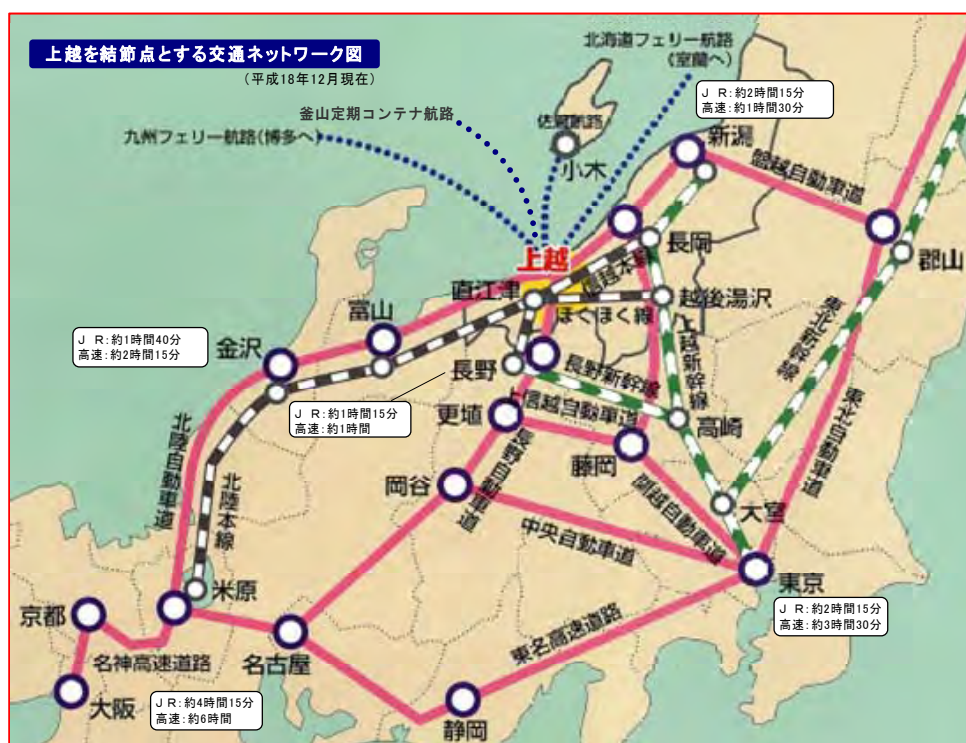 上越を結節点とする交通ネットワーク図
(平成18年12月現在)
北海道フェリー航路
(室蘭へ)
釜山定期コンテナ航路
九州フェリー航路(博多へ)
佐渡航路
小木
ＪＲ:約2時間15分
高速:約1時間30分
新潟
磐越自動車道
郡山
長岡
上越
信越本線
直江津
越後湯沢
ほくほく線
富山
金沢
ＪＲ:約1時間40分
高速:約2時間15分
長野
長野新幹線
上越新幹線
東北新幹線
東北自動車道
ＪＲ:約1時間15分
高速:約1時間
更埴
上信越自動車道
高崎
藤岡
北陸自動車道
北陸本線
岡谷
長野自動車道
中央自動車道
関越自動車道
大宮
東京
ＪＲ:約2時間15分
高速:約3時間30分
米原
京都
名神高速道路
名古屋
東名高速道路
大阪
ＪＲ:約4時間15分
高速:約6時間
静岡